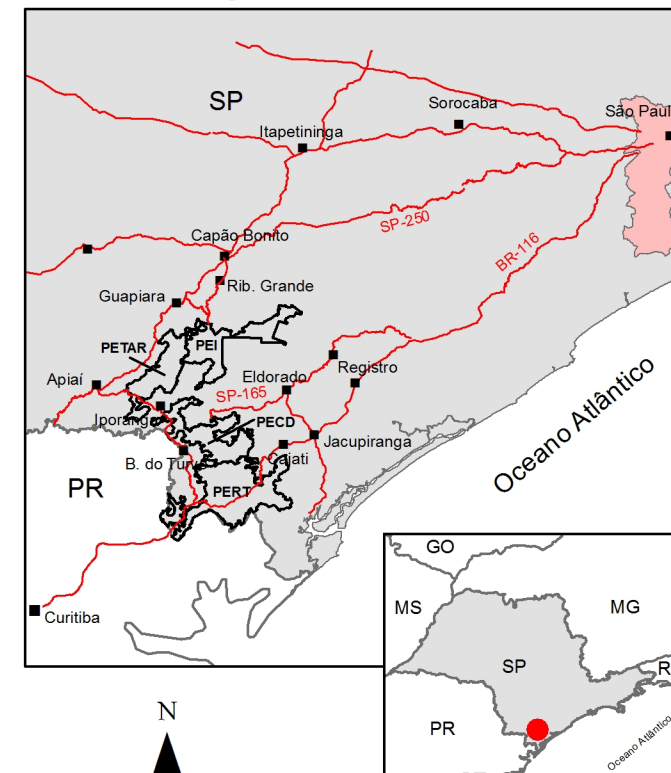 SP
Sorocaba
São Paul
Itapetininga
SP-250
Capão Bonito
BR-116
Rib. Grande
Guapiara
PETAR
PEI
Apiaí
Eldorado
Registro
SP-165
Iporanga
PECD
Jacupiranga
Cajati
B. do Turvo
Oceano Atlântico
PR
PERT
Curitiba
GO
MS
MG
SP
R
PR
Oceano Atlântico
N